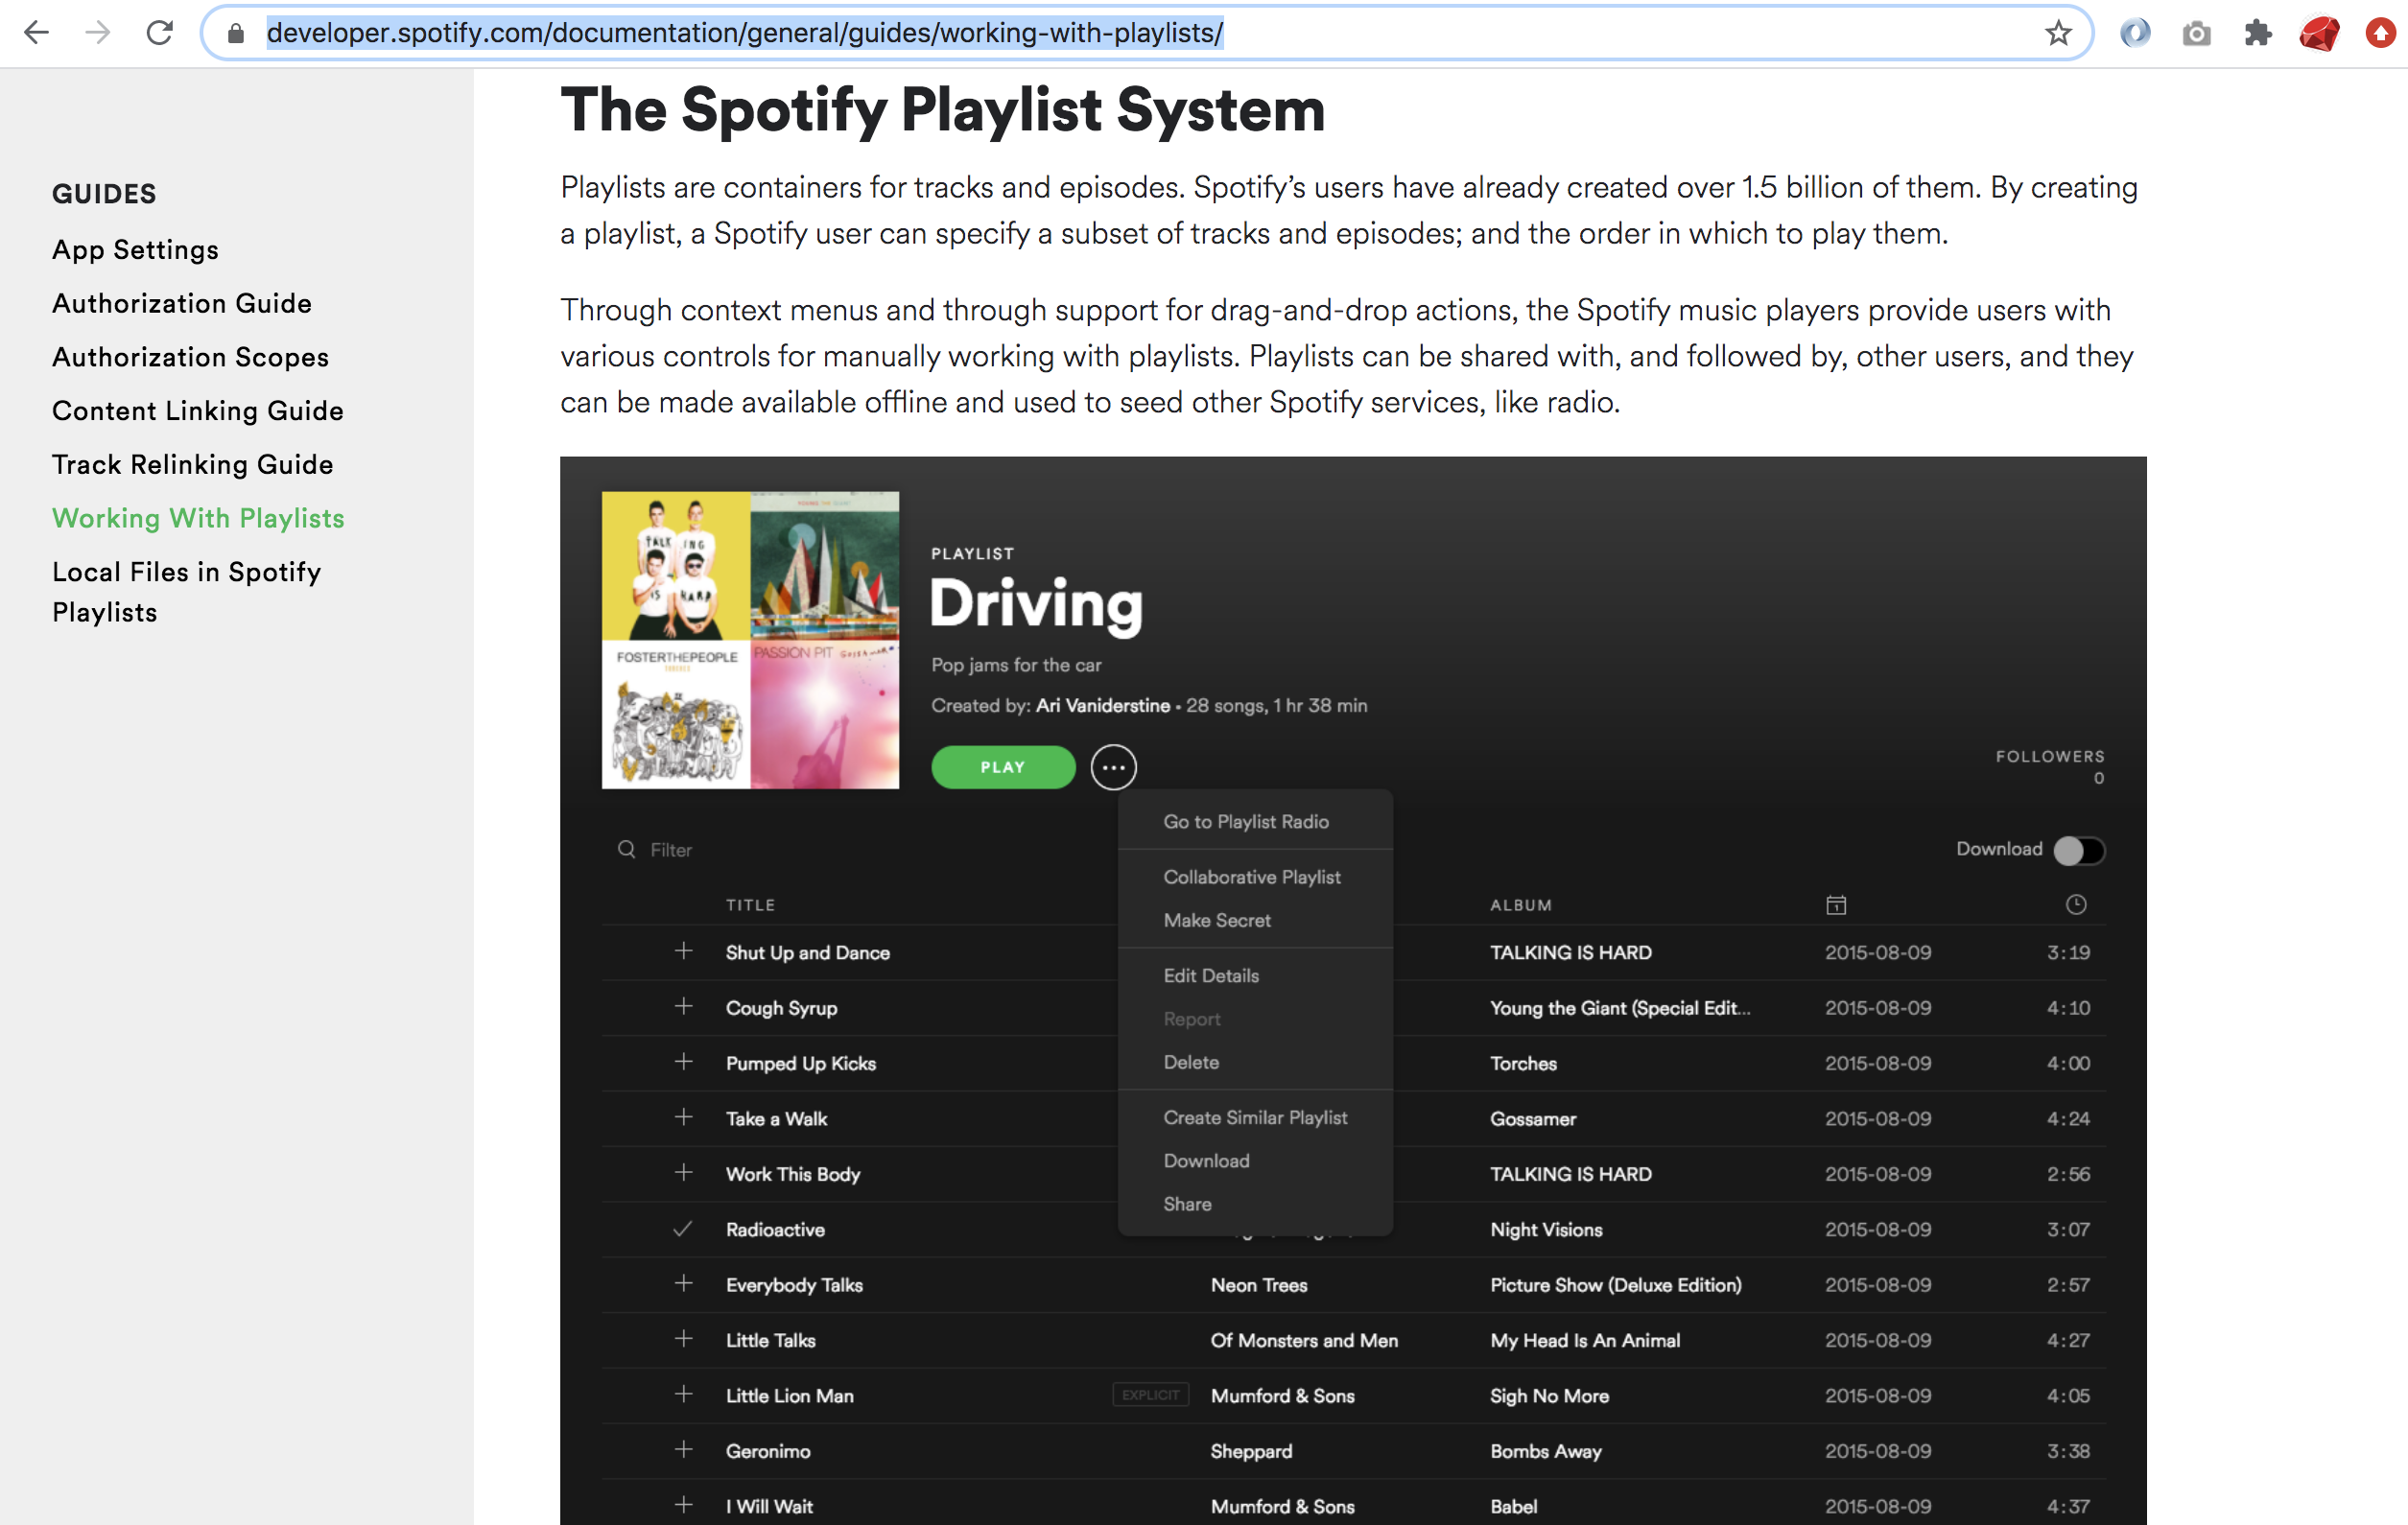 developer.spotify.com/documentation/general/guides/working-with-playlists/
GUIDES
App Settings
Authorization Guide
Authorization Scopes
Content Linking Guide
Track Relinking Guide
Working With Playlists
Local Files in Spotify
Playlists
The Spotify Playlist System
Playlists are containers for tracks and episodes. Spotify’s users have already created over 1.5 billion of them. By creating
a playlist, a Spotify user can specify a subset of tracks and episodes; and the order in which to play them.
Through context menus and through support for drag-and-drop actions, the Spotify music players provide users with
various controls for manually working with playlists. Playlists can be shared with, and followed by, other users, and they
can be made available offline and used to seed other Spotify services, like radio.
TALK ING
IS HARD
FOSTERTHEPEOPLE
TORCHES
PASSION PIT GOSSAMER
PLAYLIST
Driving
Pop jams for the car
Created by: Ari Vaniderstine • 28 songs, 1 hr 38 min
PLAY
FOLLOWERS
0
Go to Playlist Radio
Collaborative Playlist
Make Secret
Edit Details
Report
Delete
Create Similar Playlist
Download
Share
Filter
Download
TITLE ALBUM
Shut Up and Dance TALKING IS HARD 2015-08-09 3:19
Cough Syrup Young the Giant (Special Edit... 2015-08-09 4:10
Pumped Up Kicks Torches 2015-08-09 4:00
Take a Walk Gossamer 2015-08-09 4:24
Work This Body TALKING IS HARD 2015-08-09 2:56
Radioactive Night Visions 2015-08-09 3:07
Everybody Talks Neon Trees Picture Show (Deluxe Edition) 2015-08-09 2:57
Little Talks Of Monsters and Men My Head Is An Animal 2015-08-09 4:27
Little Lion Man EXPLICIT Mumford & Sons Sigh No More 2015-08-09 4:05
Geronimo Sheppard Bombs Away 2015-08-09 3:38
I Will Wait Mumford & Sons Babel 2015-08-09 4:37